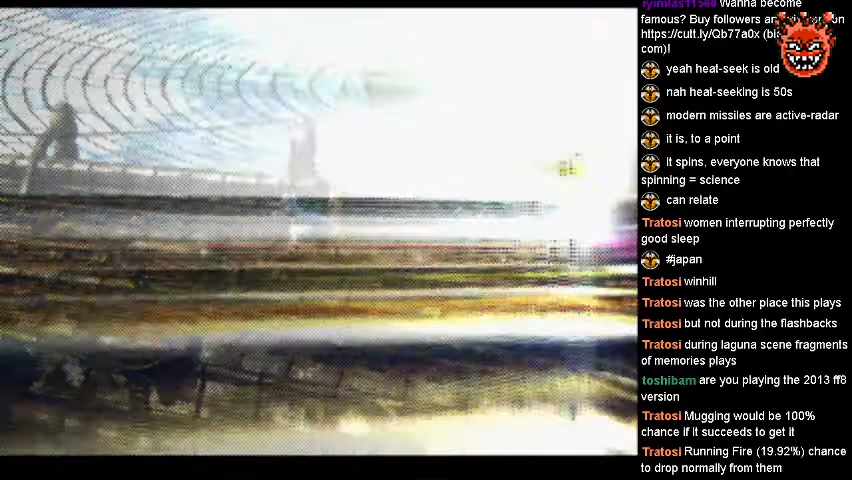 Wanna become
famous? Buy followers
https://cutt.ly/Qb77a0x
com)!
yeah heat-seek is old
nah heat-seeking is 50s
modern missiles are active-radar
it is, to a point
it spins, everyone knows that
spinning = science
can relate
Tratosi women interrupting perfectly
good sleep
#japan
Tratosi winhill
Tratosi was the other place this plays
Tratosi but not during the flashbacks
Tratosi during laguna scene fragments
of memories plays
toshibam are you playing the 2013 ff8
version
Tratosi Mugging would be 100%
chance if it succeeds to get it
Tratosi Running Fire (19.92%) chance
to drop normally from them